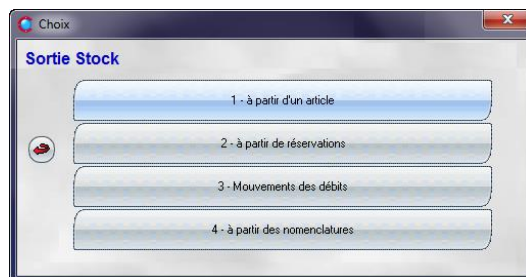 Choix
Sortie Stock
1 - à partir d'un article
2 - à partir de réservations
3 - Mouvements des débits
4 - à partir des nomenclatures